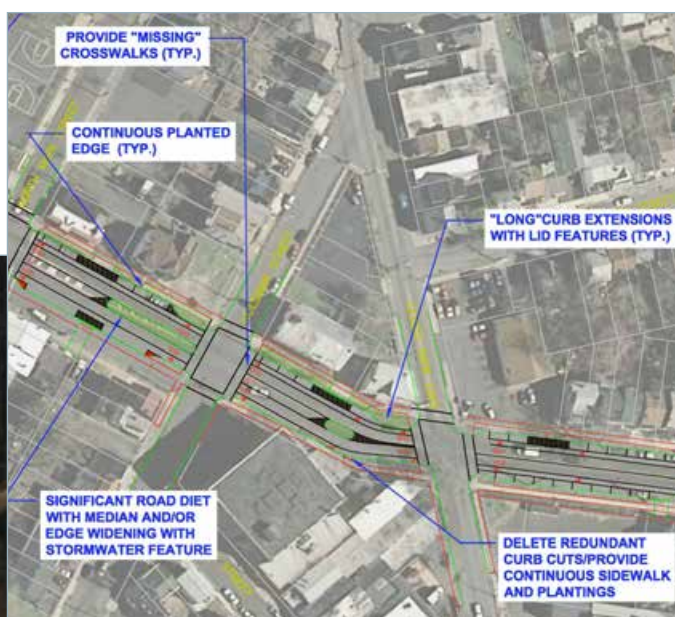 PROVIDE "MISSING"
CROSSWALKS (TYP.)
CONTINUOUS PLANTED
EDGE (TYP.)
"LONG"CURB EXTENSIONS
WITH LID FEATURES (TYP.)
SIGNIFICANT ROAD DIET
WITH MEDIAN AND/OR
EDGE WIDENING WITH
STORMWATER FEATURE
DELETE REDUNDANT
CURB CUTS/PROVIDE
CONTINUOUS SIDEWALK
AND PLANTINGS